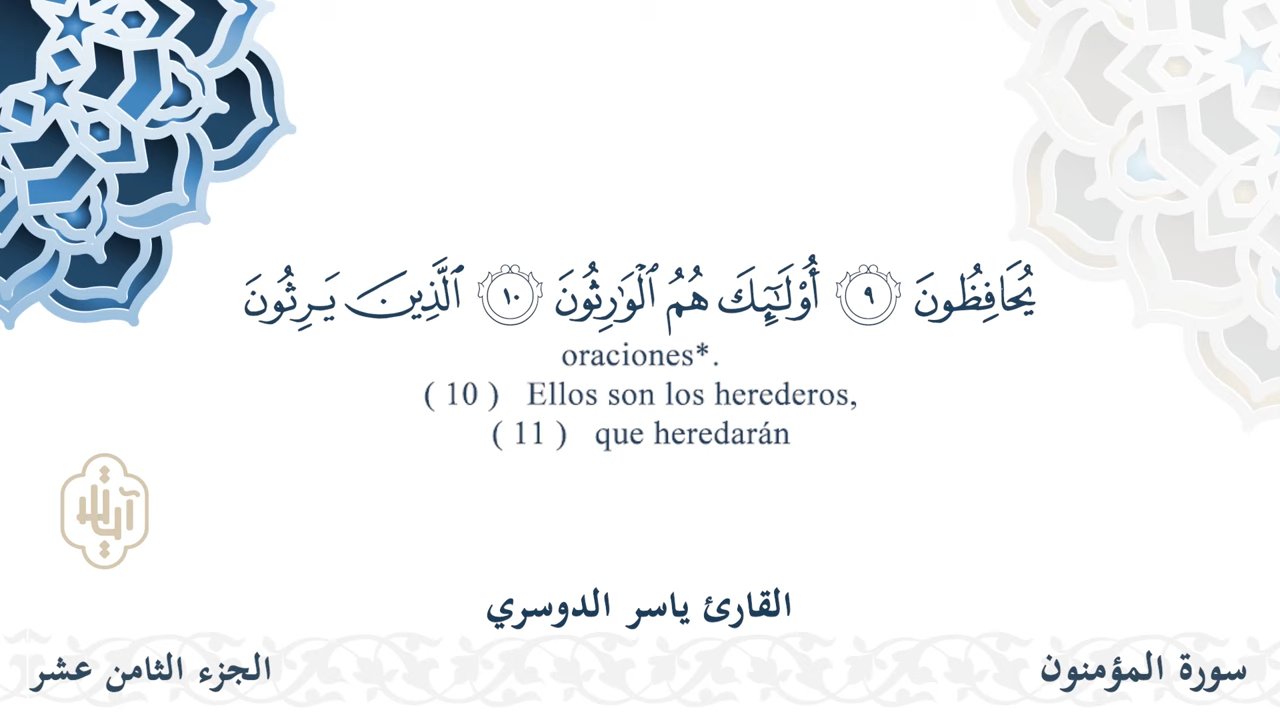 يُحَافِظُونَ ٩ أُو۟لَـٰٓئِكَ هُمُ ٱلْوَٰرِثُونَ ١٠ ٱلَّذِينَ يَرِثُونَ
oraciones*.
( 10 ) Ellos son los herederos,
( 11 ) que heredarán
القارئ ياسر الدوسري
سورة المؤمنون
الجزء الثامن عشر